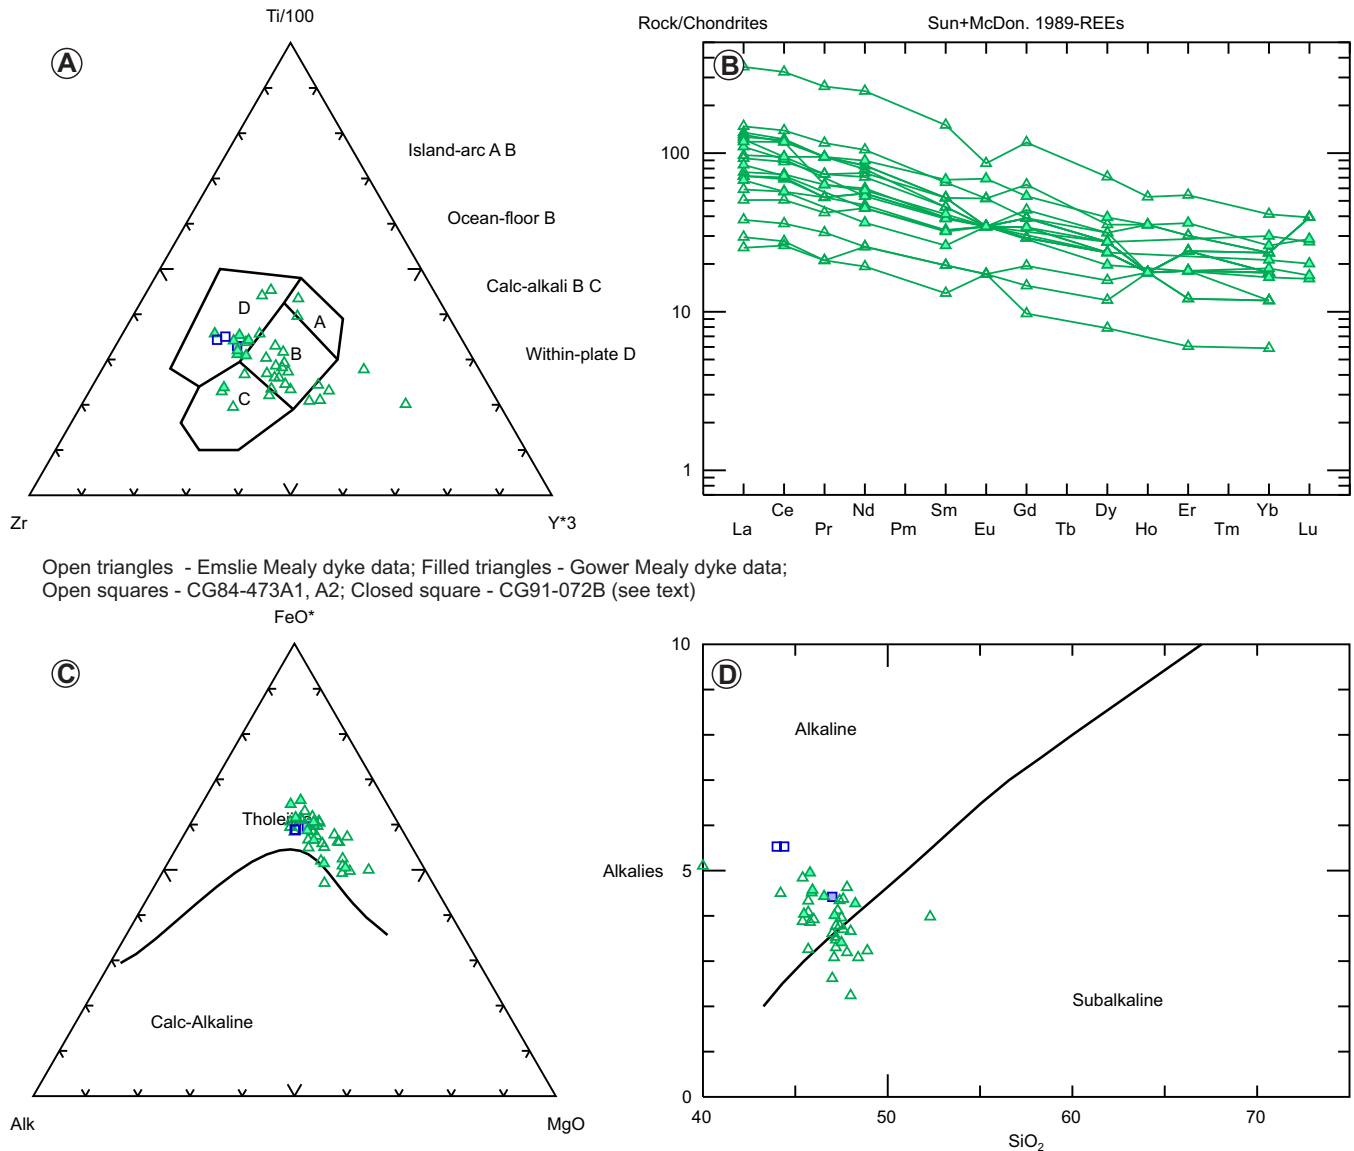 Ti/100
A
Island-arc A B
Ocean-floor B
Calc-alkali B C
Within-plate D
D
A
B
C
Zr
Y*3
Rock/Chondrites
Sun+McDon. 1989-REEs
B
100
10
1
La Ce Pr Nd Pm Sm Eu Gd Tb Dy Ho Er Tm Yb Lu
Open triangles - Emslie Mealy dyke data; Filled triangles - Gower Mealy dyke data;
Open squares - CG84-473A1, A2; Closed square - CG91-072B (see text)
FeO*
C
Tholeiitic
Calc-Alkaline
Alk
MgO
D
10
Alkaline
Alkalies
5
Subalkaline
0
40
50
60
70
SiO₂